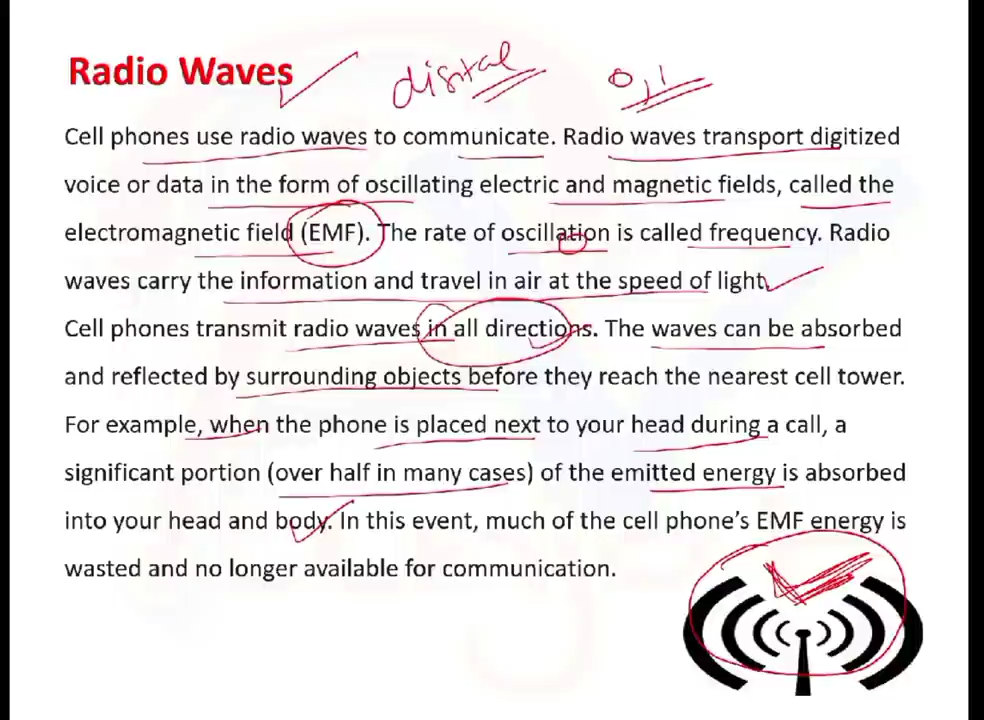 Radio Waves digital 0,1
Cell phones use radio waves to communicate. Radio waves transport digitized
voice or data in the form of oscillating electric and magnetic fields, called the
electromagnetic field (EMF). The rate of oscillation is called frequency. Radio
waves carry the information and travel in air at the speed of light.
Cell phones transmit radio waves in all directions. The waves can be absorbed
and reflected by surrounding objects before they reach the nearest cell tower.
For example, when the phone is placed next to your head during a call, a
significant portion (over half in many cases) of the emitted energy is absorbed
into your head and body. In this event, much of the cell phone’s EMF energy is
wasted and no longer available for communication.